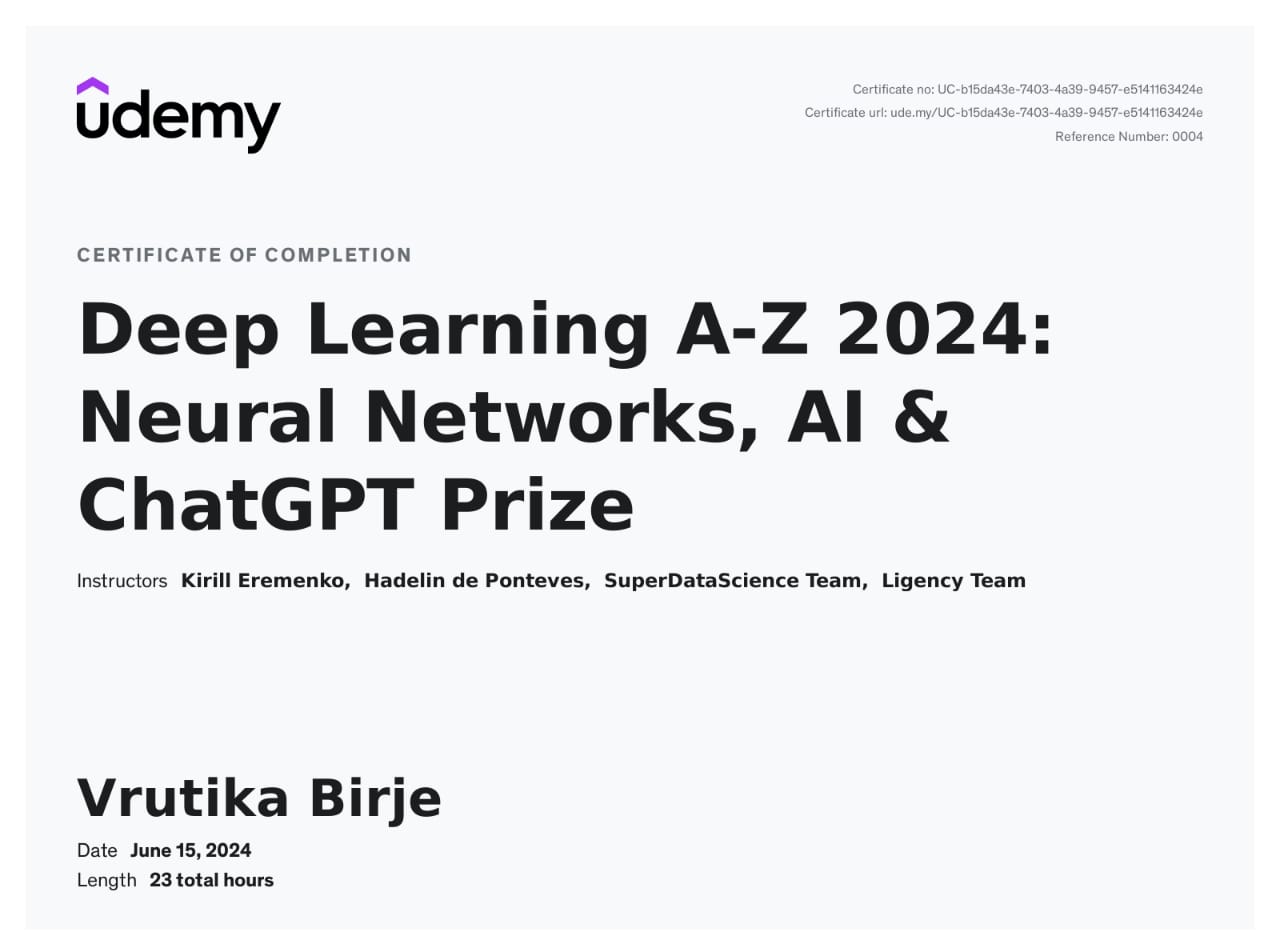 udemy
Certificate no: UC-b15da43e-7403-4a39-9457-e5141163424e
Certificate url: ude.my/UC-b15da43e-7403-4a39-9457-e5141163424e
Reference Number: 0004
CERTIFICATE OF COMPLETION
Deep Learning A-Z 2024:
Neural Networks, AI &
ChatGPT Prize
Instructors Kirill Eremenko, Hadelin de Ponteves, SuperDataScience Team, Ligency Team
Vrutika Birje
Date June 15, 2024
Length 23 total hours